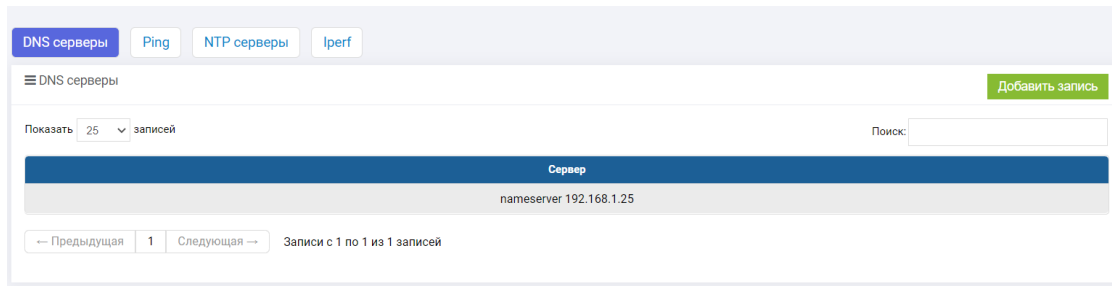 DNS серверы Ping NTP серверы Iperf
DNS серверы
Добавить запись
Показать 25 записей Поиск:
Сервер
nameserver 192.168.1.25
← Предыдущая 1 Следующая → Записи с 1 по 1 из 1 записей